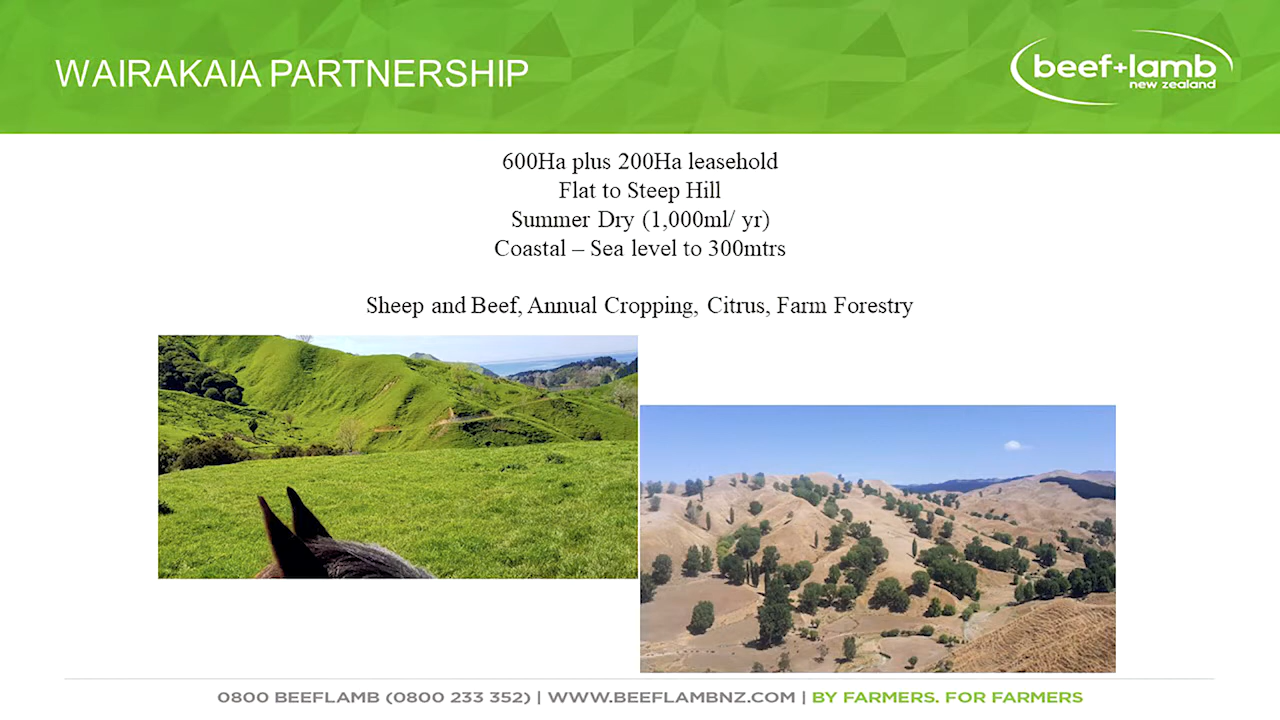 WAIRAKAIA PARTNERSHIP
beef+lamb
new zealand
600Ha plus 200Ha leasehold
Flat to Steep Hill
Summer Dry (1,000ml/ yr)
Coastal – Sea level to 300mtrs
Sheep and Beef, Annual Cropping, Citrus, Farm Forestry
0800 BEEFLAMB (0800 233 352) | WWW.BEEFLAMBNZ.COM | BY FARMERS. FOR FARMERS